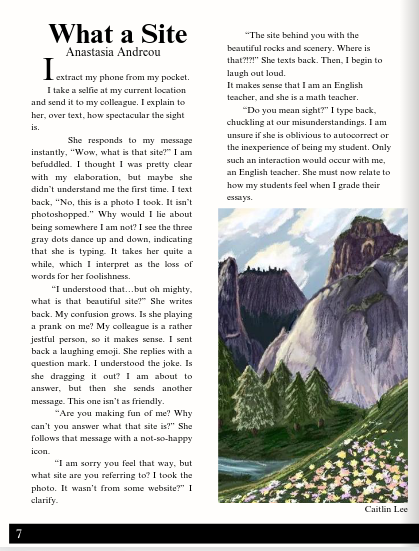 What a Site
Anastasia Andreou
I extract my phone from my pocket.
I take a selfie at my current location
and send it to my colleague. I explain to
her, over text, how spectacular the sight
is.
She responds to my message
instantly, “Wow, what is that site?” I am
befuddled. I thought I was pretty clear
with my elaboration, but maybe she
didn’t understand me the first time. I text
back, “No, this is a photo I took. It isn’t
photoshopped.” Why would I lie about
being somewhere I am not? I see the three
gray dots dance up and down, indicating
that she is typing. It takes her quite a
while, which I interpret as the loss of
words for her foolishness.
“I understood that…but oh mighty,
what is that beautiful site?” She writes
back. My confusion grows. Is she playing
a prank on me? My colleague is a rather
jestful person, so it makes sense. I sent
back a laughing emoji. She replies with a
question mark. I understood the joke. Is
she dragging it out? I am about to
answer, but then she sends another
message. This one isn’t as friendly.
“Are you making fun of me? Why
can’t you answer what that site is?” She
follows that message with a not-so-happy
icon.
“I am sorry you feel that way, but
what site are you referring to? I took the
photo. It wasn’t from some website?” I
clarify.
“The site behind you with the
beautiful rocks and scenery. Where is
that?!?!” She texts back. Then, I begin to
laugh out loud.
It makes sense that I am an English
teacher, and she is a math teacher.
“Do you mean sight?” I type back,
chuckling at our misunderstandings. I am
unsure if she is oblivious to autocorrect or
the inexperience of being my student. Only
such an interaction would occur with me,
an English teacher. She must now relate to
how my students feel when I grade their
essays.
Caitlin Lee
7